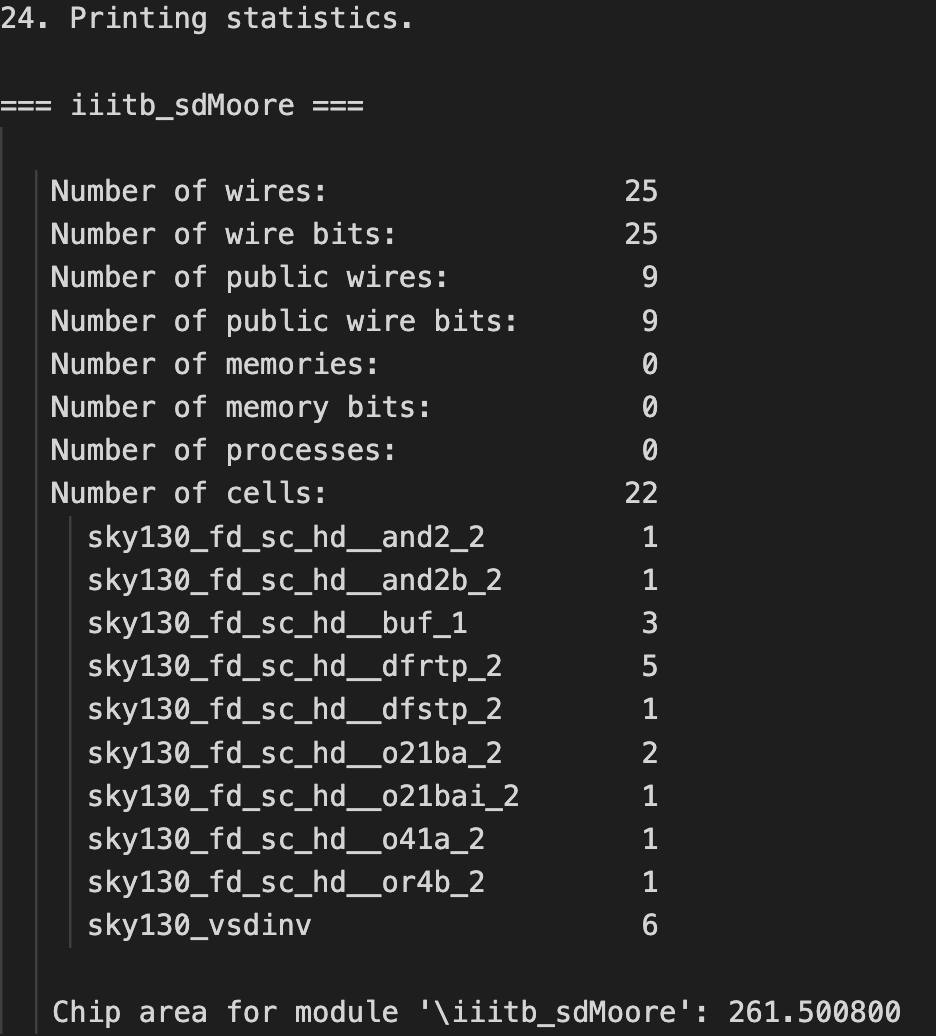 24. Printing statistics.
=== iiitb_sdMoore ===
Number of wires: 25
Number of wire bits: 25
Number of public wires: 9
Number of public wire bits: 9
Number of memories: 0
Number of memory bits: 0
Number of processes: 0
Number of cells: 22
sky130_fd_sc_hd__and2_2 1
sky130_fd_sc_hd__and2b_2 1
sky130_fd_sc_hd__buf_1 3
sky130_fd_sc_hd__dfrtp_2 5
sky130_fd_sc_hd__dfstp_2 1
sky130_fd_sc_hd__o21ba_2 2
sky130_fd_sc_hd__o21bai_2 1
sky130_fd_sc_hd__o41a_2 1
sky130_fd_sc_hd__or4b_2 1
sky130_vsdinv 6
Chip area for module '\iiitb_sdMoore': 261.500800